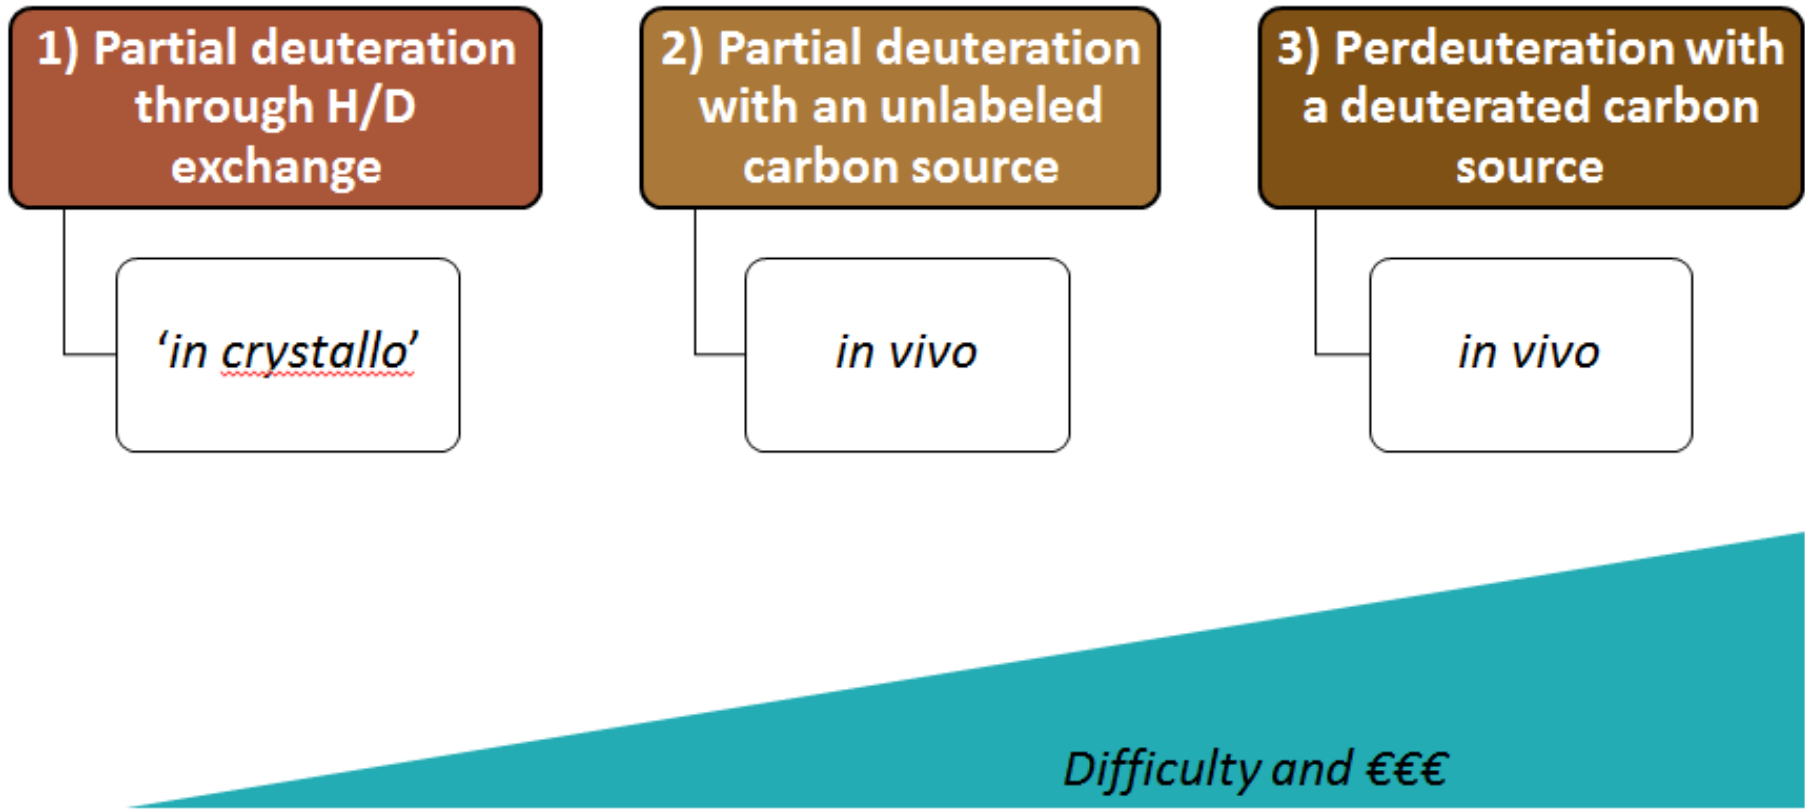 1) Partial deuteration
through H/D
exchange
‘in crystallo’
2) Partial deuteration
with an unlabeled
carbon source
in vivo
3) Perdeuteration with
a deuterated carbon
source
in vivo
Difficulty and €€€